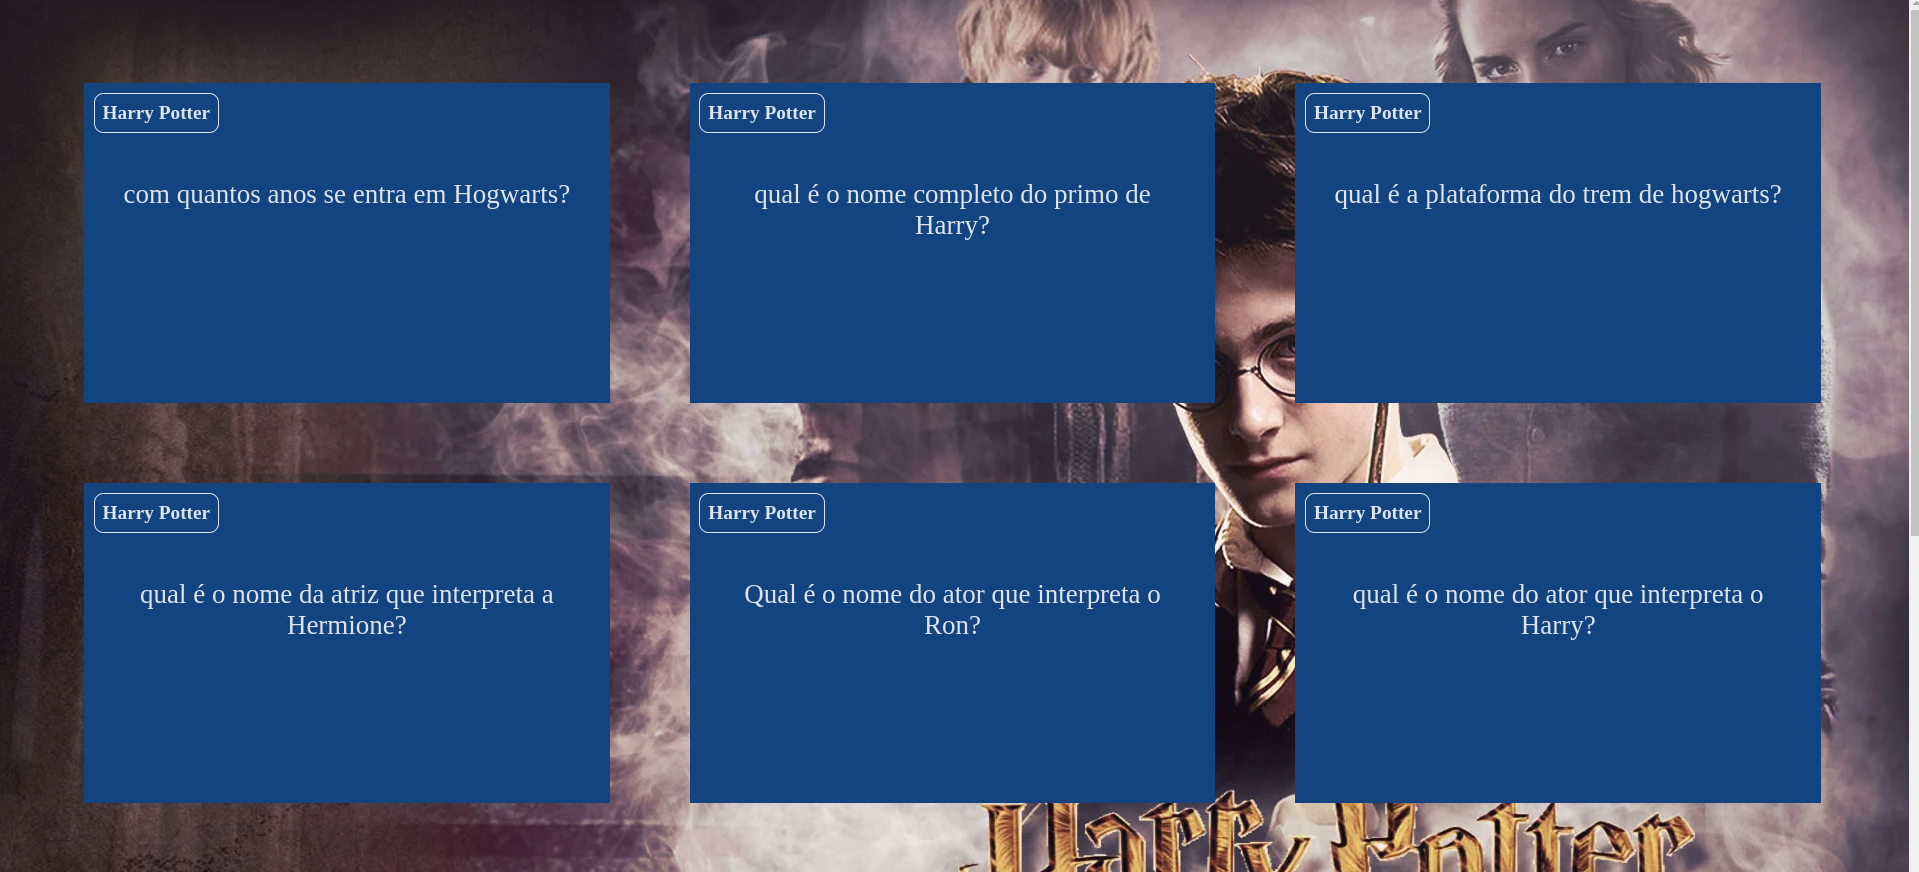 Harry Potter
com quantos anos se entra em Hogwarts?
Harry Potter
qual é o nome completo do primo de
Harry?
Harry Potter
qual é a plataforma do trem de hogwarts?
Harry Potter
qual é o nome da atriz que interpreta a
Hermione?
Harry Potter
Qual é o nome do ator que interpreta o
Ron?
Harry Potter
qual é o nome do ator que interpreta o
Harry?
Harry Potter